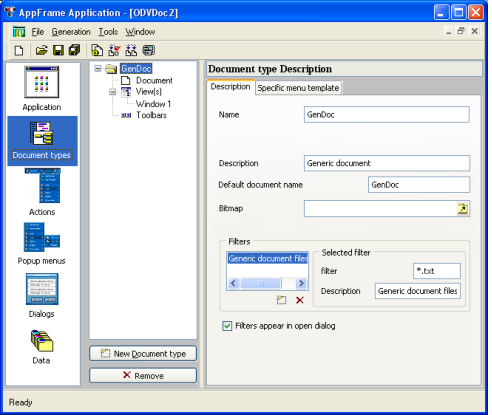 AppFrame Application - [ODVDoc2]
File Generation Tools Window
Application
Document types
Actions
Popup menus
Dialogs
Data
GenDoc
Document
View(s)
Window 1
Toolbars
New Document type
Remove
Document type Description
Description Specific menu template
Name GenDoc
Description Generic document
Default document name GenDoc
Bitmap
Filters
Generic document files
Selected filter
filter *.txt
Description Generic document files
Filters appear in open dialog
Ready